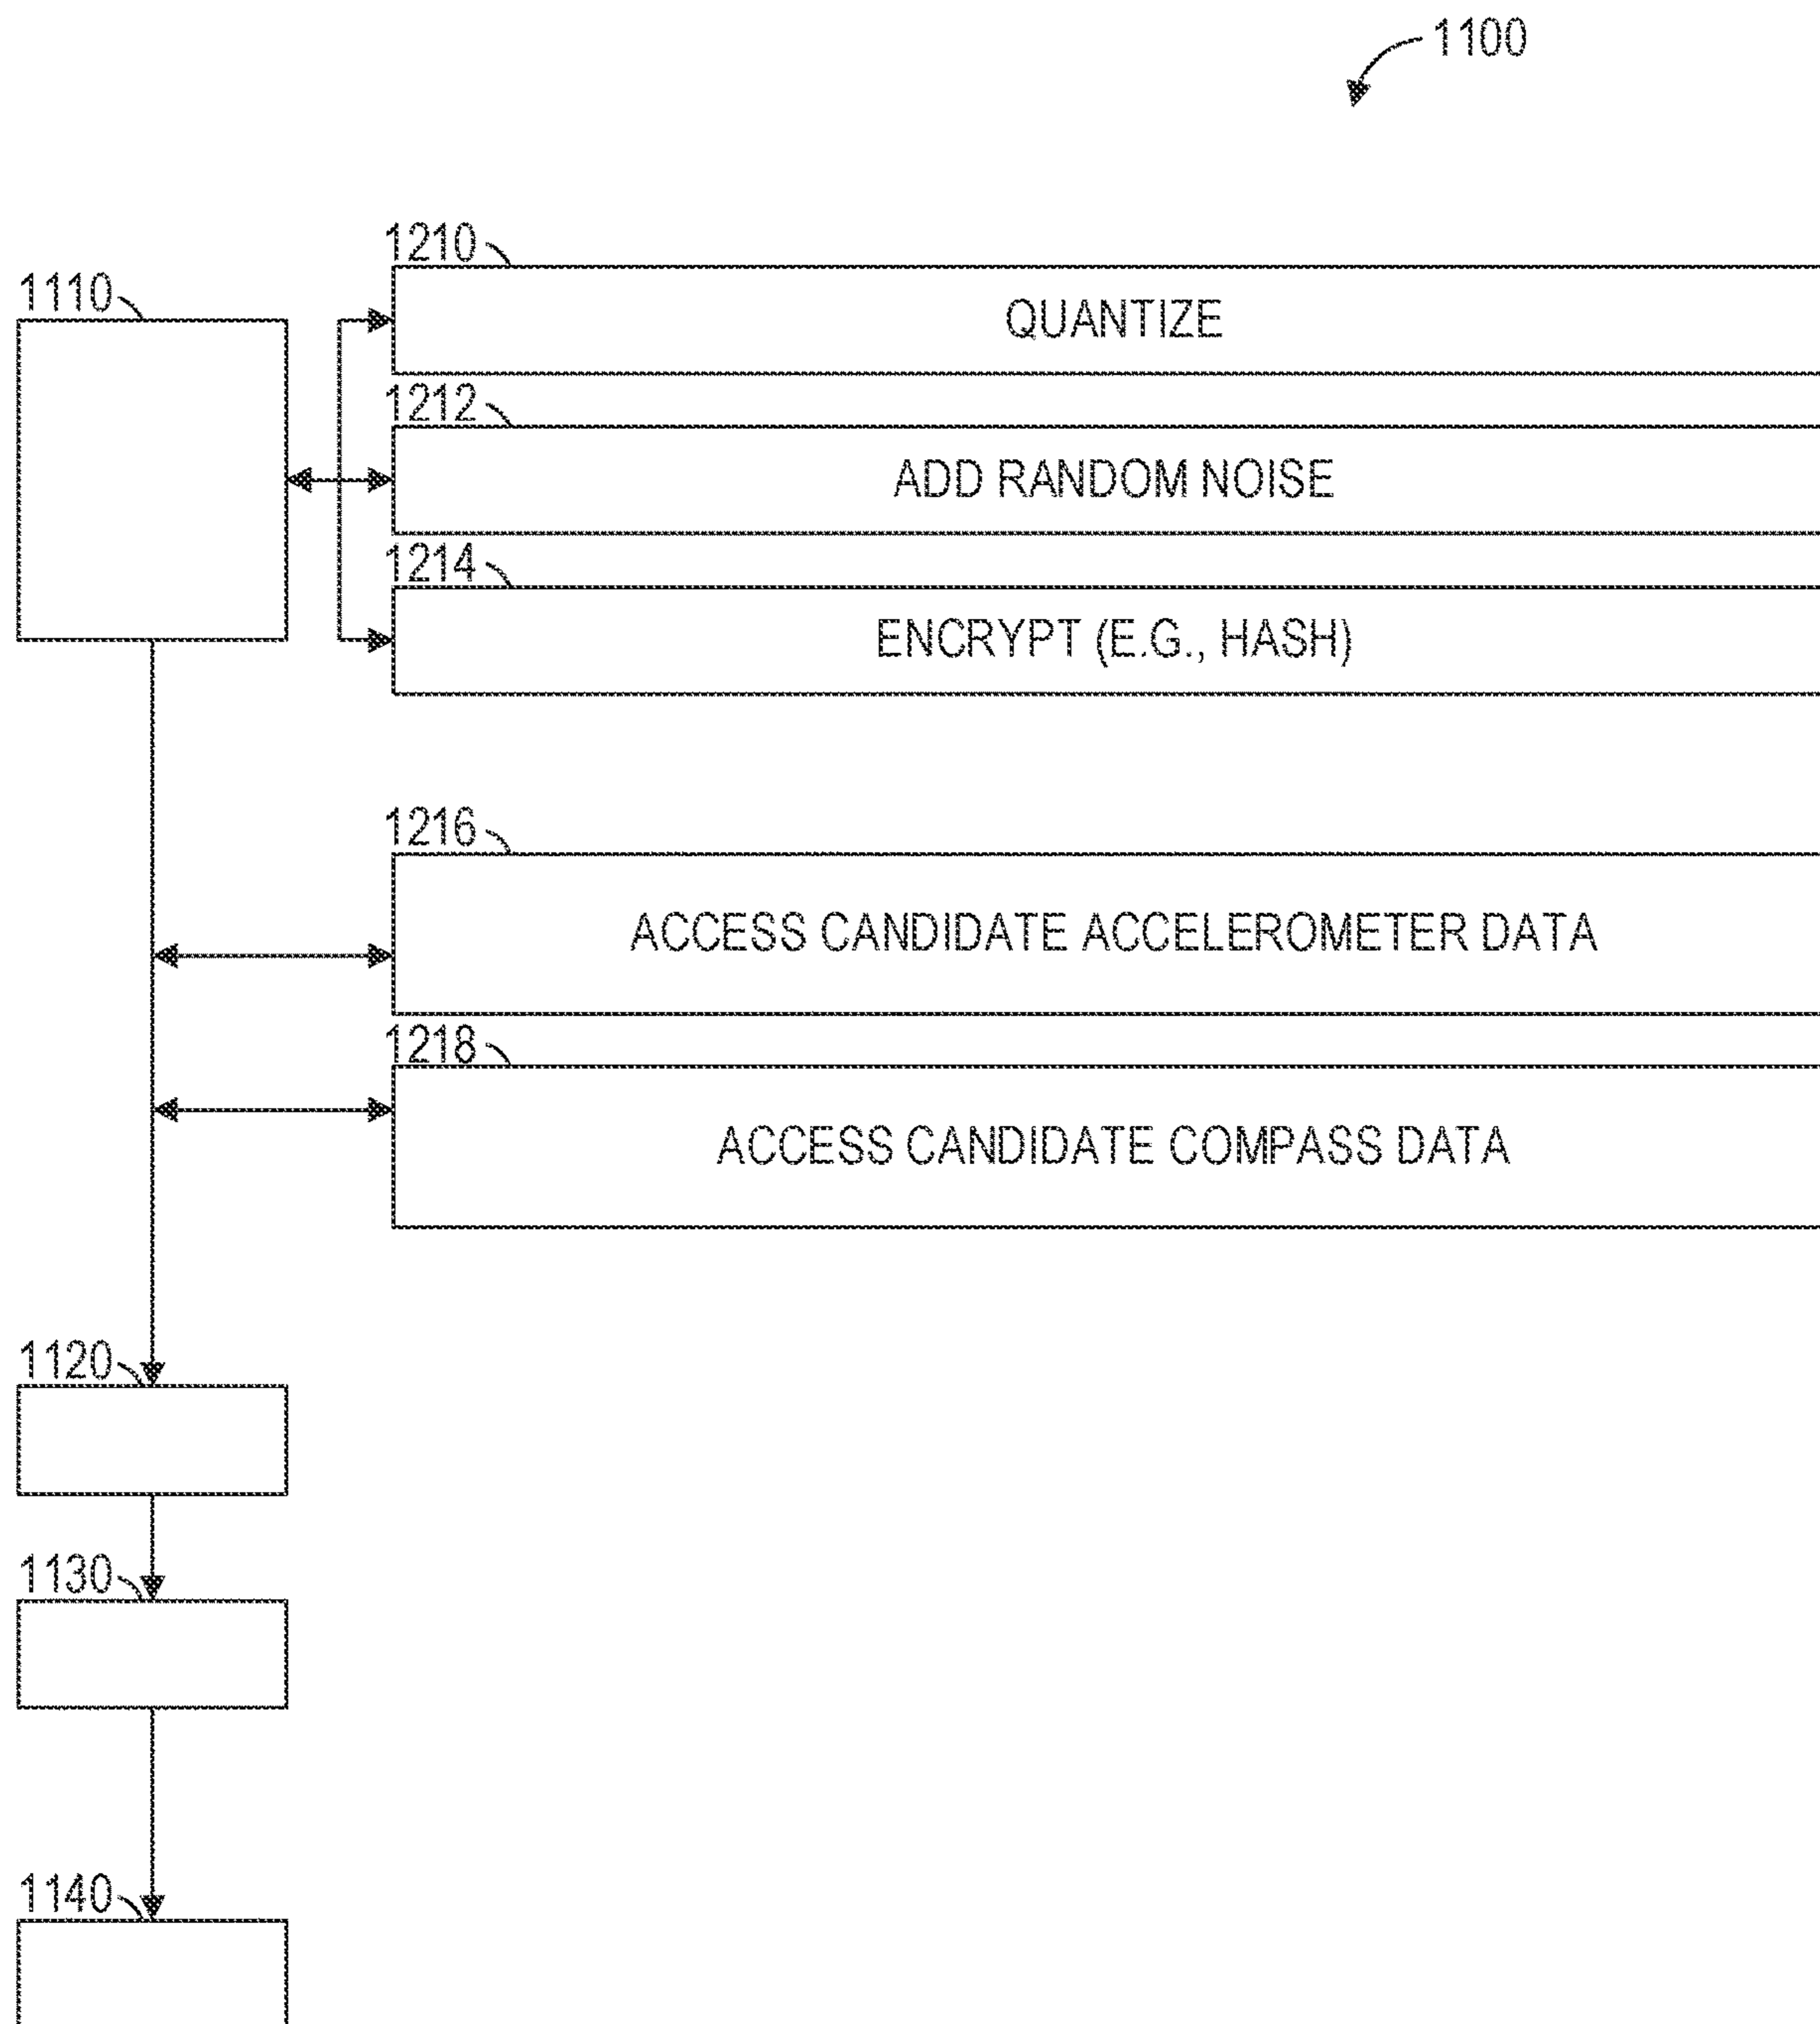 1100
1210
1110
QUANTIZE
1212
ADD RANDOM NOISE
1214
ENCRYPT (E.G., HASH)
1216
ACCESS CANDIDATE ACCELEROMETER DATA
1218
ACCESS CANDIDATE COMPASS DATA
1120
1130
1140